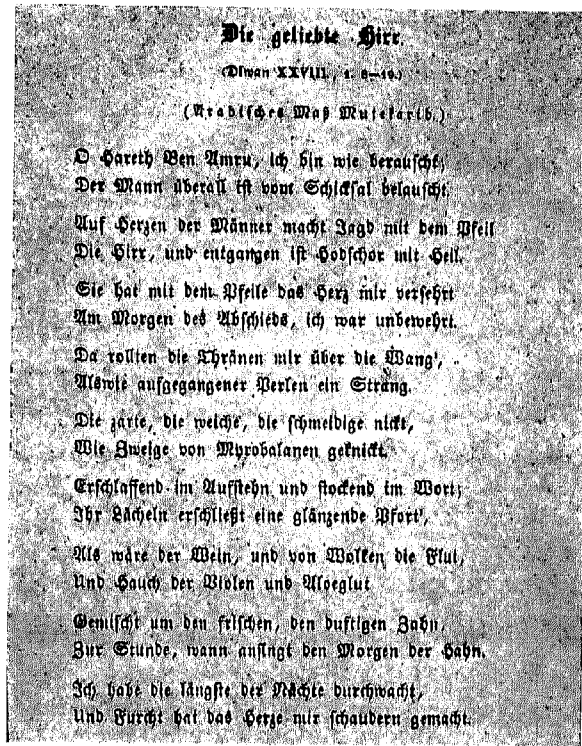 Die geliebte Hirr.
(Diwan XXVIII, 1. 8—19.)
(Arabisches Maß Mutekarib.)
O Hareth Ben Amru, ich bin wie berauscht;
Der Mann überall ist vom Schicksal belauscht.
Auf Herzen der Männer macht Jagd mit dem Pfeil
Die Hirr, und entgangen ist Hodschor mit Heil.
Sie hat mit dem Pfeile das Herz mir versehrt
Am Morgen des Abschieds, ich war unbewehrt.
Da rollten die Thränen mir über die Wang',
Alswie aufgegangener Perlen ein Strang.
Die zarte, die weiche, die schmeidige nickt,
Wie Zweige von Myrobalanen geknickt.
Erschlaffend im Aufstehn und stockend im Wort;
Ihr Lächeln erschließt eine glänzende Pfort',
Als wäre der Wein, und von Wolken die Flut,
Und Hauch der Violen und Aloeglut
Gemischt um den frischen, den duftigen Zahn,
Zur Stunde, wann ansingt den Morgen der Hahn.
Ich habe die längste der Nächte durchwacht,
Und Furcht hat das Herze mir schaudern gemacht.